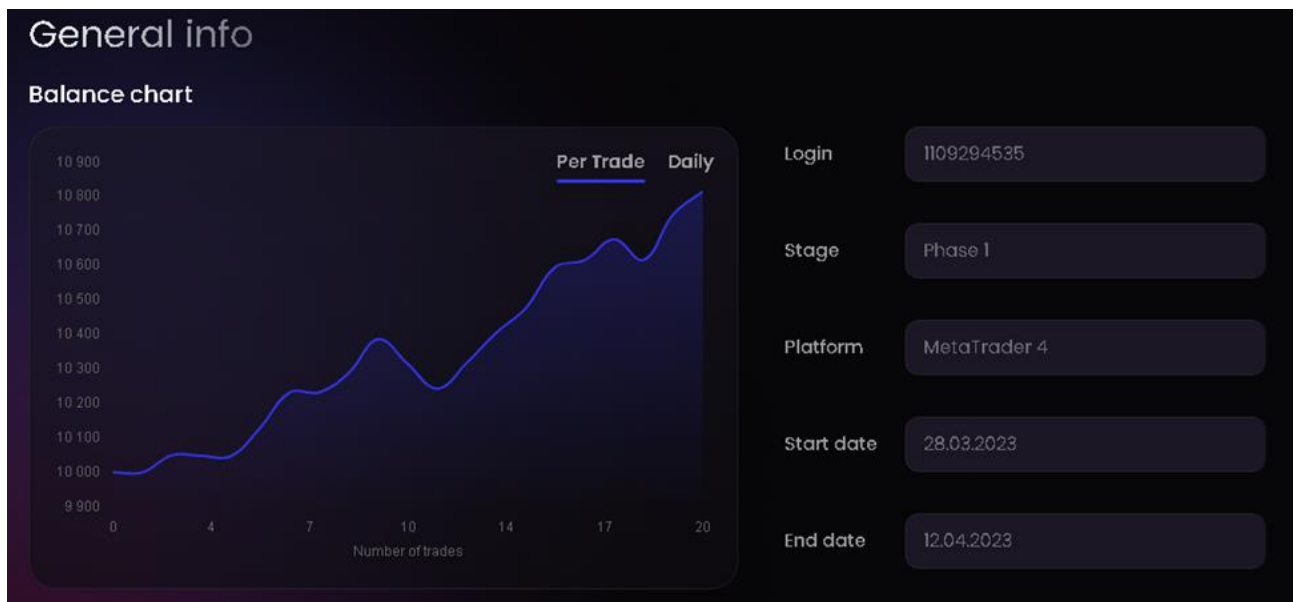 General info
Balance chart
Per Trade Daily
10 900
10 800
10 700
10 600
10 500
10 400
10 300
10 200
10 100
10 000
9 900
0 4 7 10 14 17 20
Number of trades
Login 1109294535
Stage Phase 1
Platform MetaTrader 4
Start date 28.03.2023
End date 12.04.2023